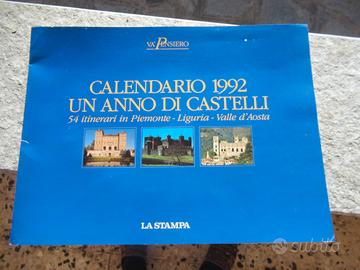 VA PENSIERO
CALENDARIO 1992
UN ANNO DI CASTELLI
54 itinerari in Piemonte - Liguria - Valle d'Aosta
LA STAMPA
subito